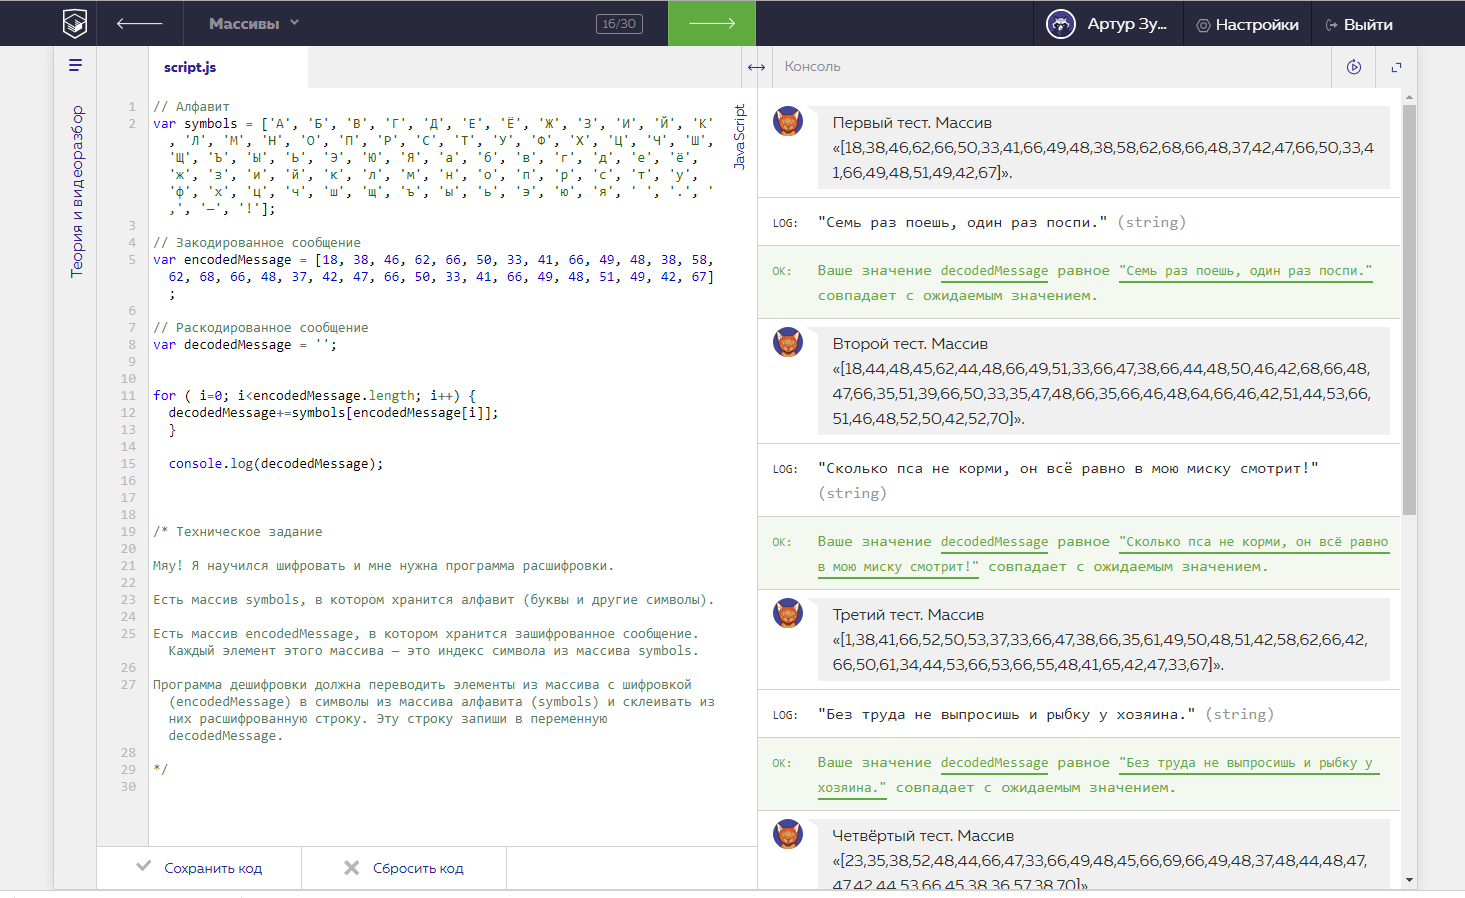 Массивы
16/30
Артур Зу...
Настройки
Выйти
Теория и видеоразбор
script.js
JavaScript
1 // Алфавит
2 var symbols = ['А', 'Б', 'В', 'Г', 'Д', 'Е', 'Ё', 'Ж', 'З', 'И', 'Й', 'К'
, 'Л', 'М', 'Н', 'О', 'П', 'Р', 'С', 'Т', 'У', 'Ф', 'Х', 'Ц', 'Ч', 'Ш',
'Щ', 'Ъ', 'Ы', 'Ь', 'Э', 'Ю', 'Я', 'а', 'б', 'в', 'г', 'д', 'е', 'ё',
'ж', 'з', 'и', 'й', 'к', 'л', 'м', 'н', 'о', 'п', 'р', 'с', 'т', 'у',
'ф', 'х', 'ц', 'ч', 'ш', 'щ', 'ъ', 'ы', 'ь', 'э', 'ю', 'я', ' ', '.', '
,', '—', '!'];
3
4 // Закодированное сообщение
5 var encodedMessage = [18, 38, 46, 62, 66, 50, 33, 41, 66, 49, 48, 38, 58,
62, 68, 66, 48, 37, 42, 47, 66, 50, 33, 41, 66, 49, 48, 51, 49, 42, 67]
;
6
7 // Раскодированное сообщение
8 var decodedMessage = '';
9
10
11 for ( i=0; i<encodedMessage.length; i++) {
12 decodedMessage+=symbols[encodedMessage[i]];
13 }
14
15 console.log(decodedMessage);
16
17
18
19 /* Техническое задание
20
21 Мяу! Я научился шифровать и мне нужна программа расшифровки.
22
23 Есть массив symbols, в котором хранится алфавит (буквы и другие символы).
24
25 Есть массив encodedMessage, в котором хранится зашифрованное сообщение.
Каждый элемент этого массива — это индекс символа из массива symbols.
26
27 Программа дешифровки должна переводить элементы из массива с шифровкой
(encodedMessage) в символы из массива алфавита (symbols) и склеивать из
них расшифрованную строку. Эту строку запиши в переменную
decodedMessage.
28
29 */
30
Сохранить код
Сбросить код
Консоль
Первый тест. Массив
«[18,38,46,62,66,50,33,41,66,49,48,38,58,62,68,66,48,37,42,47,66,50,33,4
1,66,49,48,51,49,42,67]».
LOG: "Семь раз поешь, один раз поспи." (string)
OK: Ваше значение decodedMessage равное "Семь раз поешь, один раз поспи."
совпадает с ожидаемым значением.
Второй тест. Массив
«[18,44,48,45,62,44,48,66,49,51,33,66,47,38,66,44,48,50,46,42,68,66,48,
47,66,35,51,39,66,50,33,35,47,48,66,35,66,46,48,64,66,46,42,51,44,53,66,
51,46,48,52,50,42,52,70]».
LOG: "Сколько пса не корми, он всё равно в мою миску смотрит!"
(string)
OK: Ваше значение decodedMessage равное "Сколько пса не корми, он всё равно
в мою миску смотрит!" совпадает с ожидаемым значением.
Третий тест. Массив
«[1,38,41,66,52,50,53,37,33,66,47,38,66,35,61,49,50,48,51,42,58,62,66,42,
66,50,61,34,44,53,66,53,66,55,48,41,65,42,47,33,67]».
LOG: "Без труда не выпросишь и рыбку у хозяина." (string)
OK: Ваше значение decodedMessage равное "Без труда не выпросишь и рыбку у
хозяина." совпадает с ожидаемым значением.
Четвёртый тест. Массив
«[23,35,38,52,48,44,66,47,33,66,49,48,45,66,69,66,49,48,37,48,44,48,47,
47,42,44,53,66,45,38,36,57,38,70]».